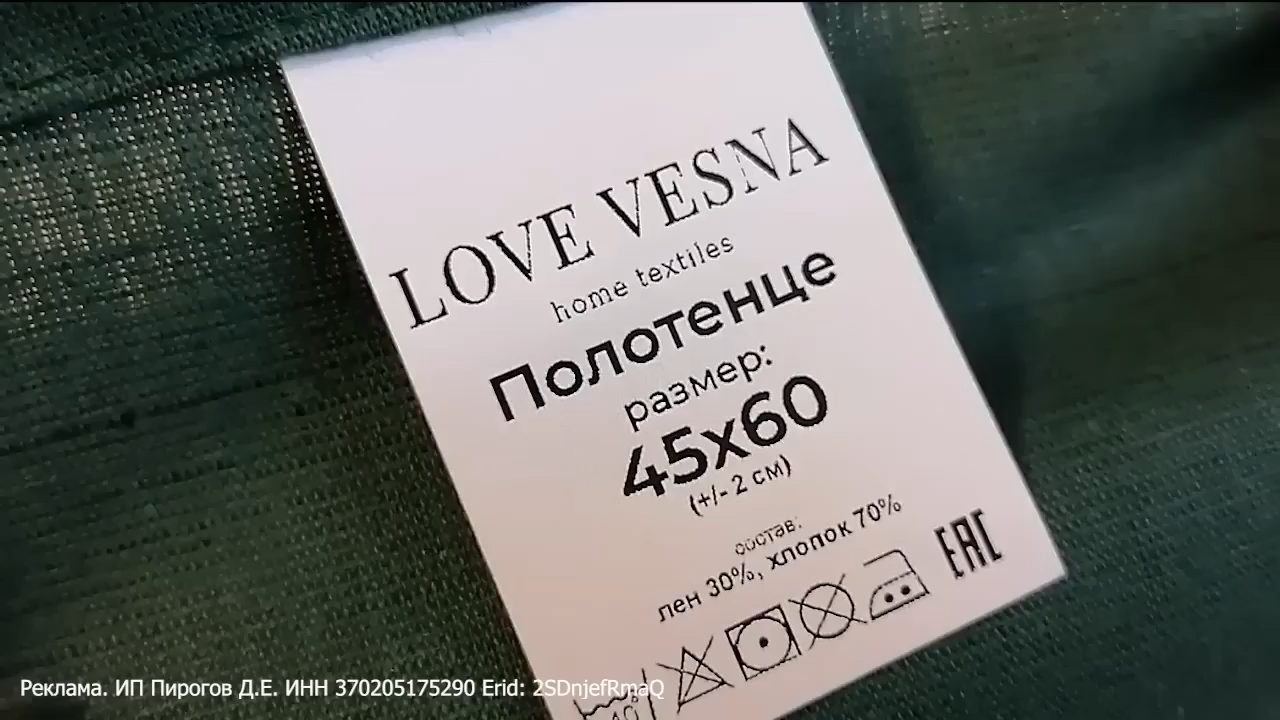 LOVE VESNA
home textiles
Полотенце
размер:
45х60
(+/- 2 см)
состав:
лен 30%, хлопок 70%
EAC
40°
Реклама. ИП Пирогов Д.Е. ИНН 370205175290 Erid: 2SDnjefRmaQ